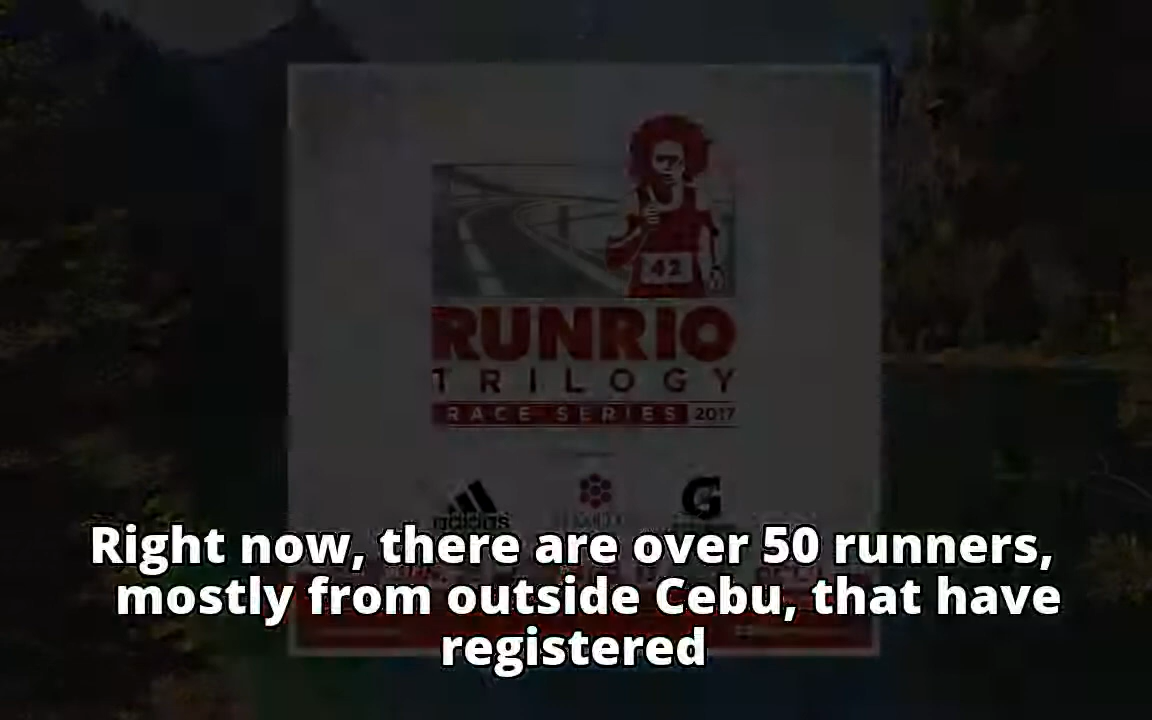 42
RUNRIO
TRILOGY
RACE SERIES 2017
adidas
G
Right now, there are over 50 runners,
mostly from outside Cebu, that have
registered